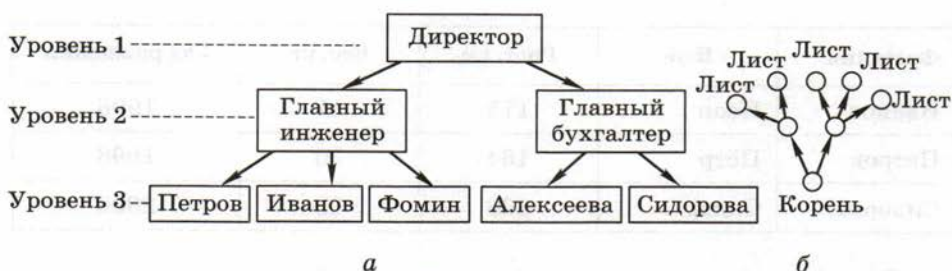 Уровень 1
Директор
Уровень 2
Главный инженер
Главный бухгалтер
Уровень 3
Петров
Иванов
Фомин
Алексеева
Сидорова
а
Лист
Лист
Лист
Лист
Лист
Корень
б